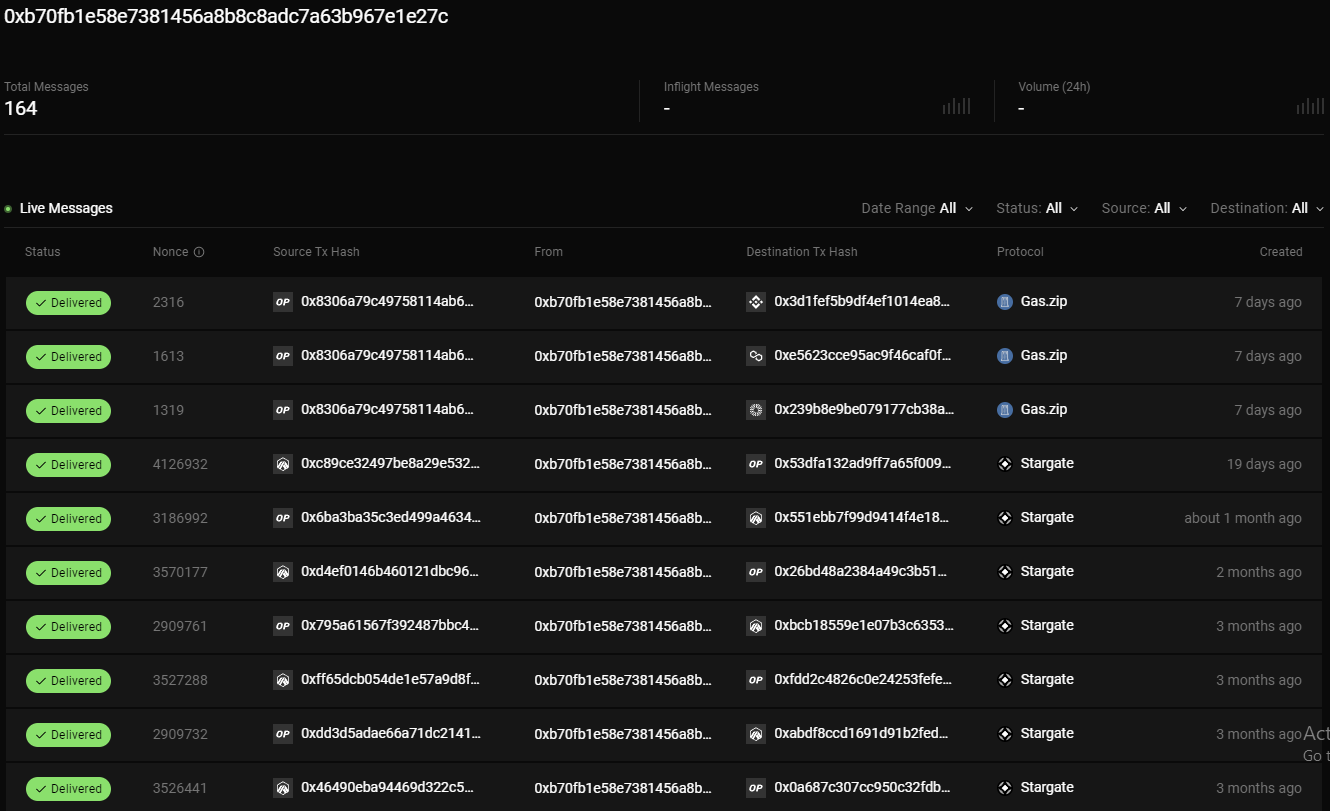 0xb70fb1e58e7381456a8b8c8adc7a63b967e1e27c
Total Messages Inflight Messages Volume (24h)
164 - -
Live Messages Date Range All Status: All Source: All Destination: All
Status Nonce Source Tx Hash From Destination Tx Hash Protocol Created
Delivered 2316 OP 0x8306a79c49758114ab6... 0xb70fb1e58e7381456a8b... 0x3d1fef5b9df4ef1014ea8... Gas.zip 7 days ago
Delivered 1613 OP 0x8306a79c49758114ab6... 0xb70fb1e58e7381456a8b... 0xe5623cce95ac9f46caf0f... Gas.zip 7 days ago
Delivered 1319 OP 0x8306a79c49758114ab6... 0xb70fb1e58e7381456a8b... 0x239b8e9be079177cb38a... Gas.zip 7 days ago
Delivered 4126932 0xc89ce32497be8a29e532... 0xb70fb1e58e7381456a8b... OP 0x53dfa132ad9ff7a65f009... Stargate 19 days ago
Delivered 3186992 OP 0x6ba3ba35c3ed499a4634... 0xb70fb1e58e7381456a8b... 0x551ebb7f99d9414f4e18... Stargate about 1 month ago
Delivered 3570177 0xd4ef0146b460121dbc96... 0xb70fb1e58e7381456a8b... OP 0x26bd48a2384a49c3b51... Stargate 2 months ago
Delivered 2909761 OP 0x795a61567f392487bbc4... 0xb70fb1e58e7381456a8b... 0xbcb18559e1e07b3c6353... Stargate 3 months ago
Delivered 3527288 0xff65dcb054de1e57a9d8f... 0xb70fb1e58e7381456a8b... OP 0xfdd2c4826c0e24253fefe... Stargate 3 months ago
Delivered 2909732 OP 0xdd3d5adae66a71dc2141... 0xb70fb1e58e7381456a8b... 0xabdf8ccd1691d91b2fed... Stargate 3 months ago Act
Go t
Delivered 3526441 0x46490eba94469d322c5... 0xb70fb1e58e7381456a8b... OP 0x0a687c307cc950c32fdb... Stargate 3 months ago